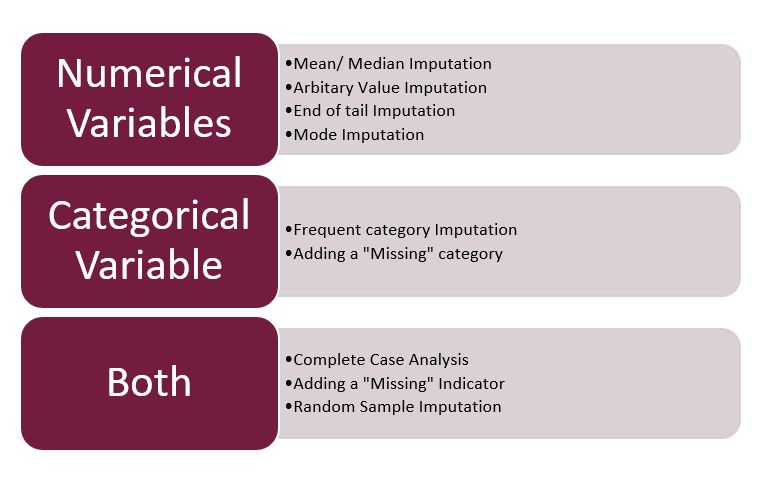 Numerical
Variables
•Mean/ Median Imputation
•Arbitary Value Imputation
•End of tail Imputation
•Mode Imputation
Categorical
Variable
•Frequent category Imputation
•Adding a "Missing" category
Both
•Complete Case Analysis
•Adding a "Missing" Indicator
•Random Sample Imputation